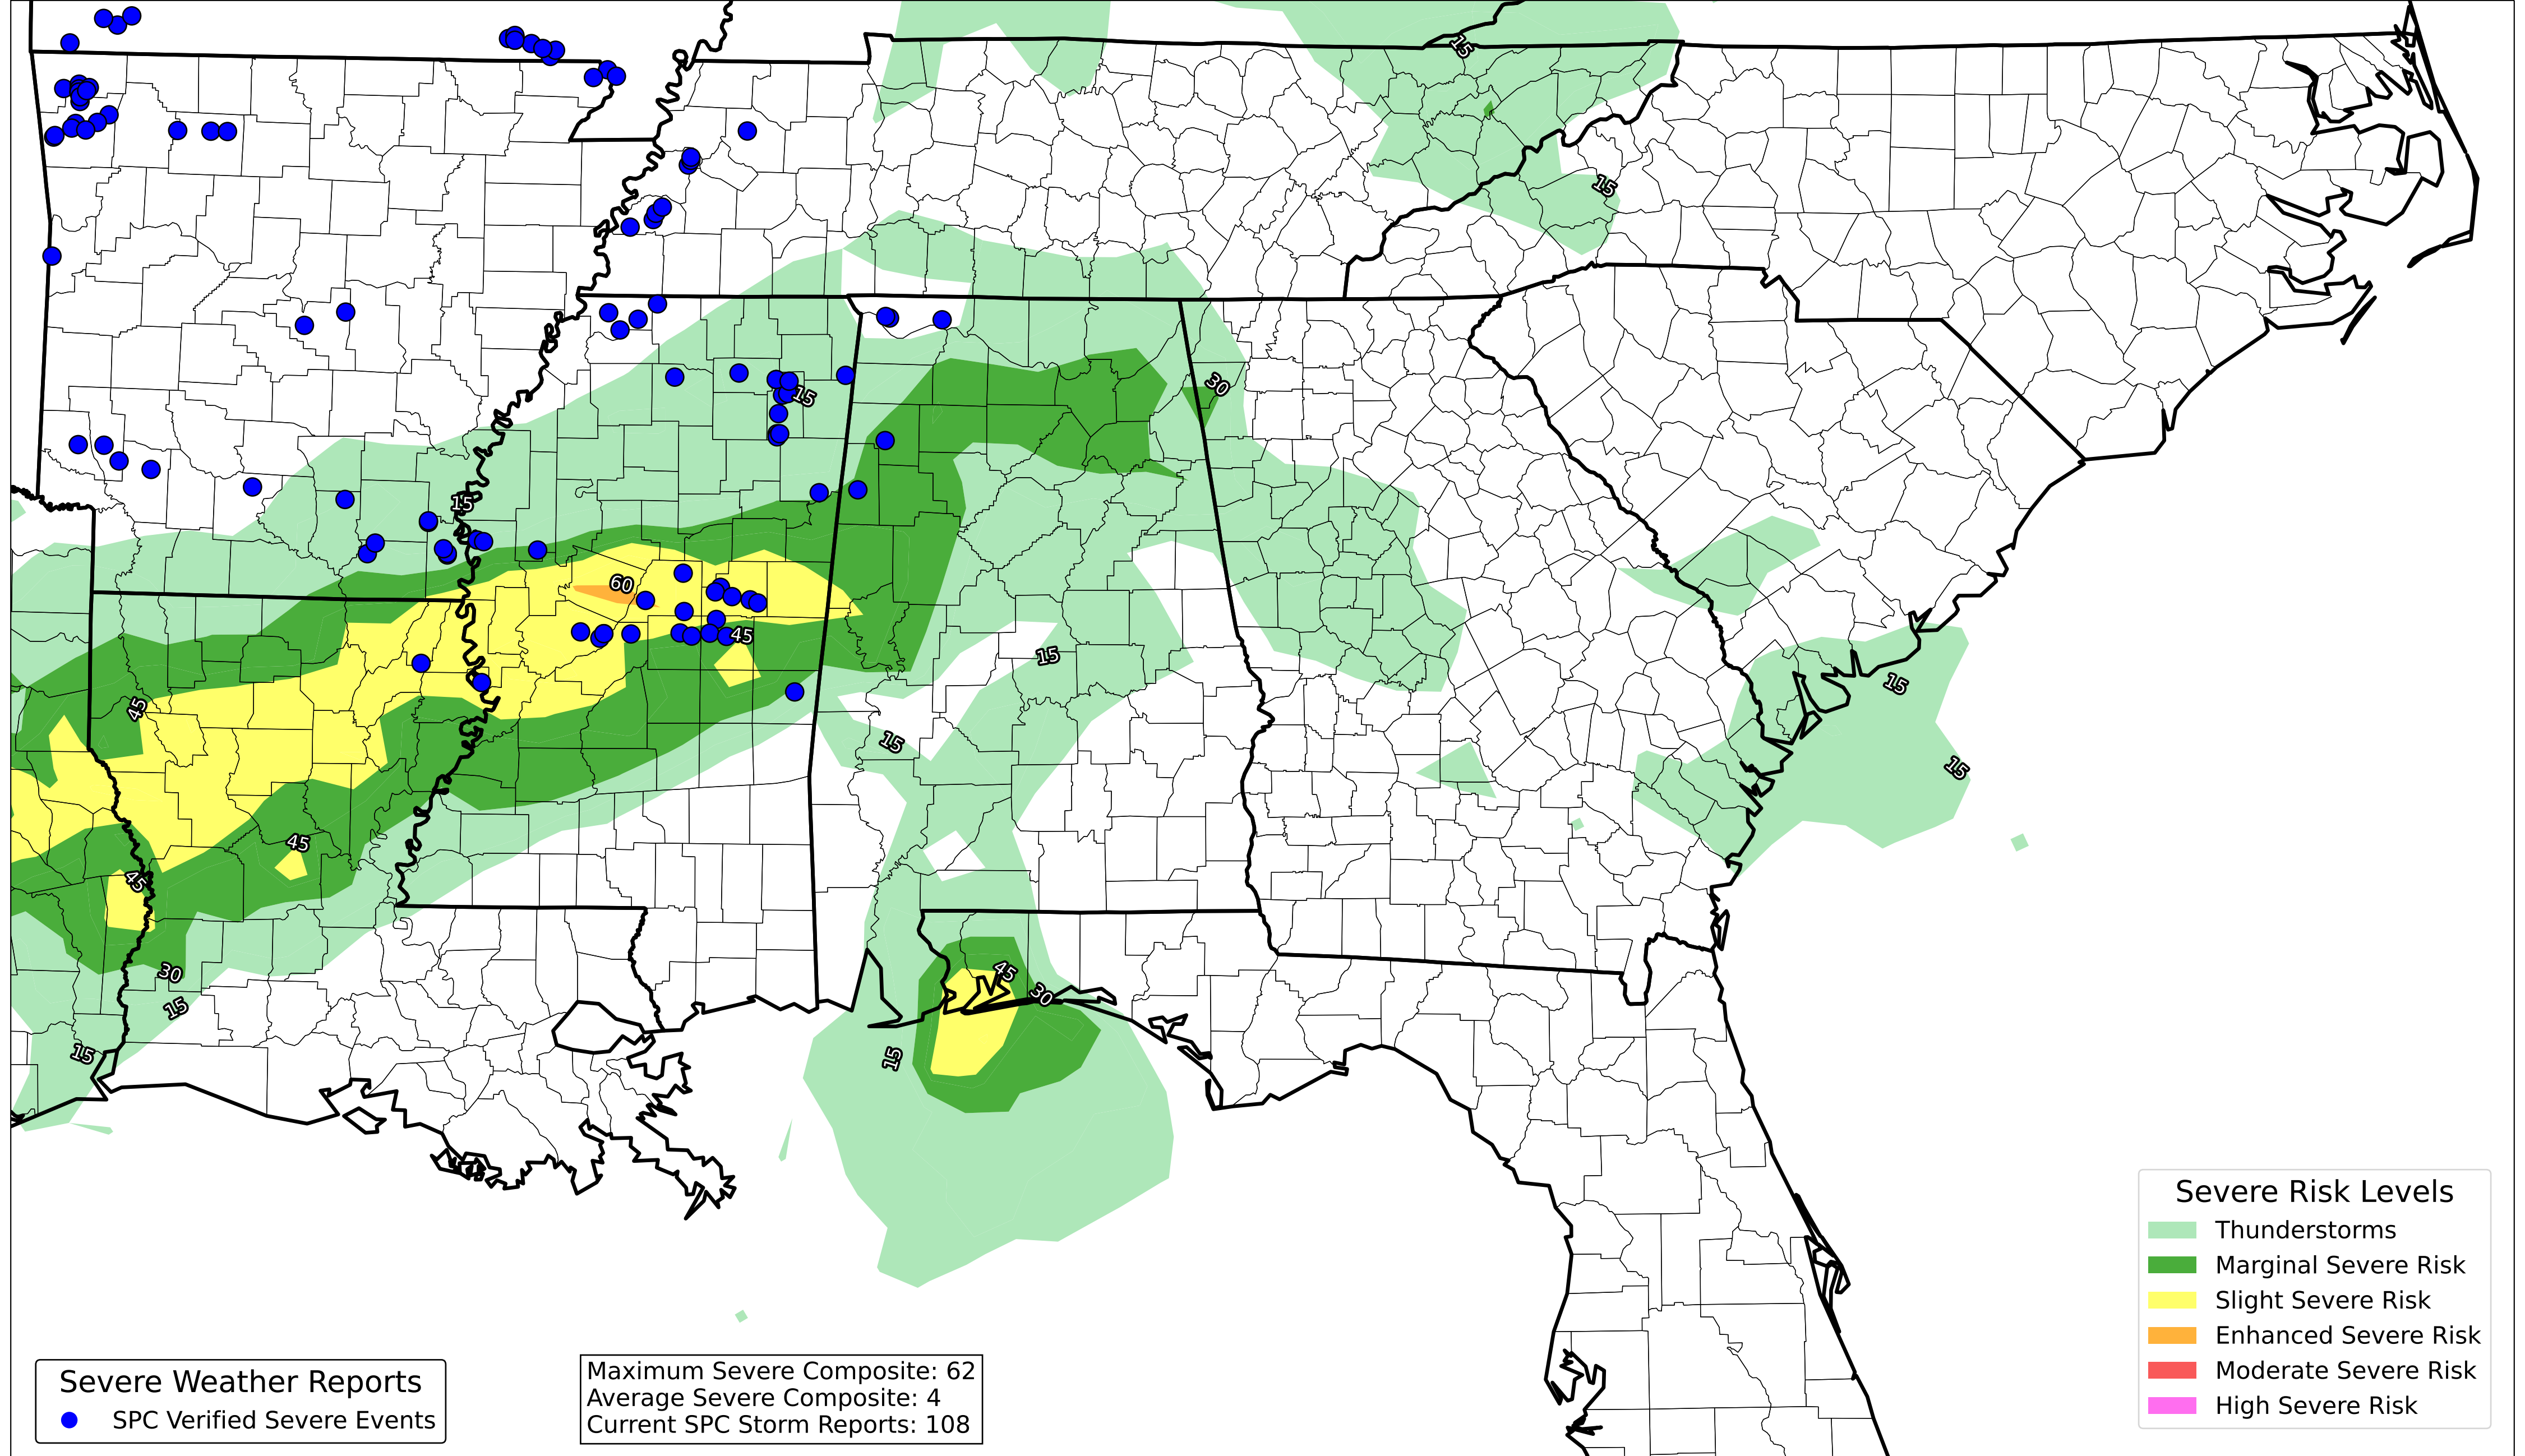 15
15
30
15
15
60
45
15
15
45
15
15
45
45
30
15
45
30
15
15
Severe Risk Levels
Thunderstorms
Marginal Severe Risk
Slight Severe Risk
Enhanced Severe Risk
Moderate Severe Risk
High Severe Risk
Severe Weather Reports
SPC Verified Severe Events
Maximum Severe Composite: 62
Average Severe Composite: 4
Current SPC Storm Reports: 108